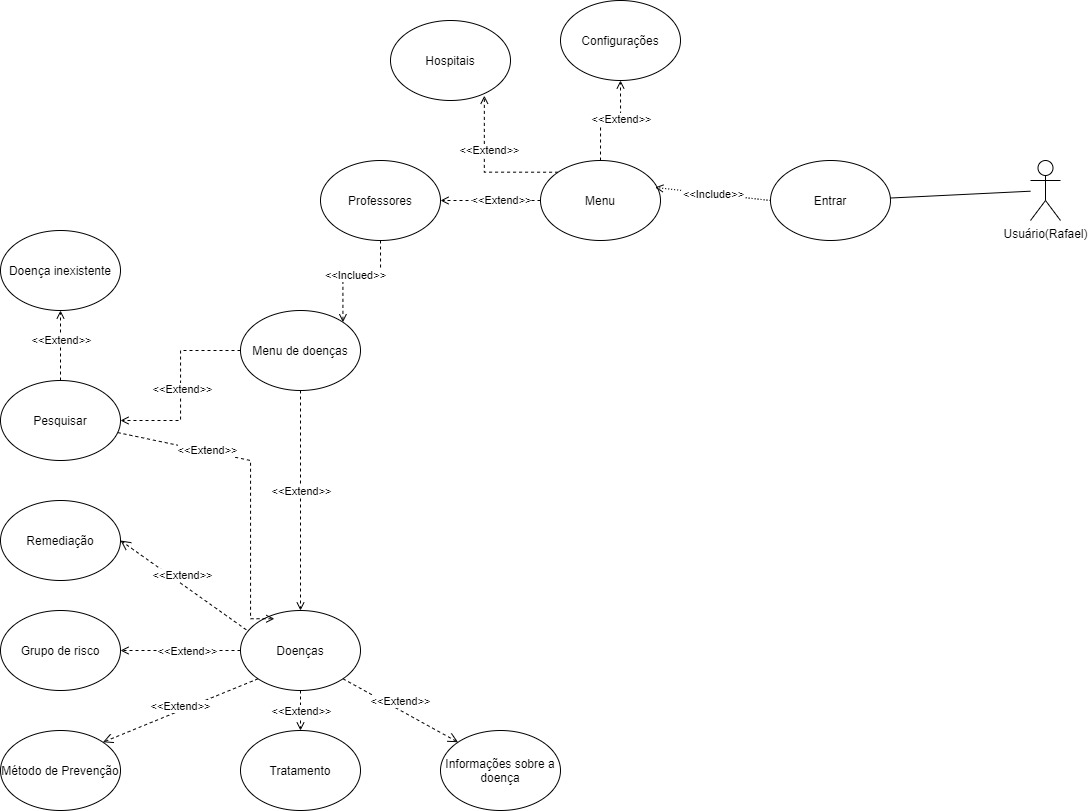 Configurações
Hospitais
<<Extend>>
<<Extend>>
Professores
<<Extend>>
Menu
<<Include>>
Entrar
Usuário(Rafael)
<<Inclued>>
Doença inexistente
<<Extend>>
Menu de doenças
<<Extend>>
Pesquisar
<<Extend>>
<<Extend>>
Remediação
<<Extend>>
Grupo de risco
<<Extend>>
Doenças
<<Extend>>
<<Extend>>
<<Extend>>
Método de Prevenção
Tratamento
Informações sobre a
doença